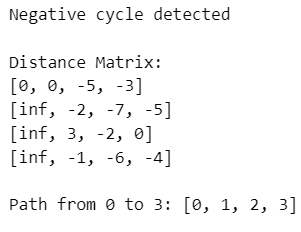 Negative cycle detected
Distance Matrix:
[0, 0, -5, -3]
[inf, -2, -7, -5]
[inf, 3, -2, 0]
[inf, -1, -6, -4]
Path from 0 to 3: [0, 1, 2, 3]